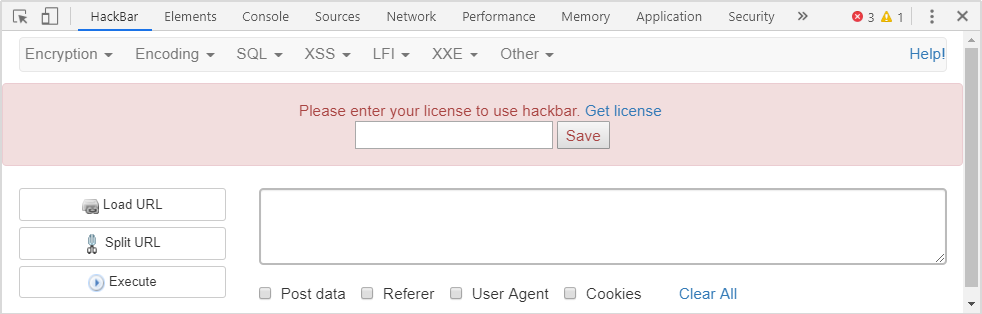 HackBar Elements Console Sources Network Performance Memory Application Security » 3 1
Encryption Encoding SQL XSS LFI XXE Other Help!
Please enter your license to use hackbar. Get license
Save
Load URL
Split URL
Execute
Post data Referer User Agent Cookies Clear All